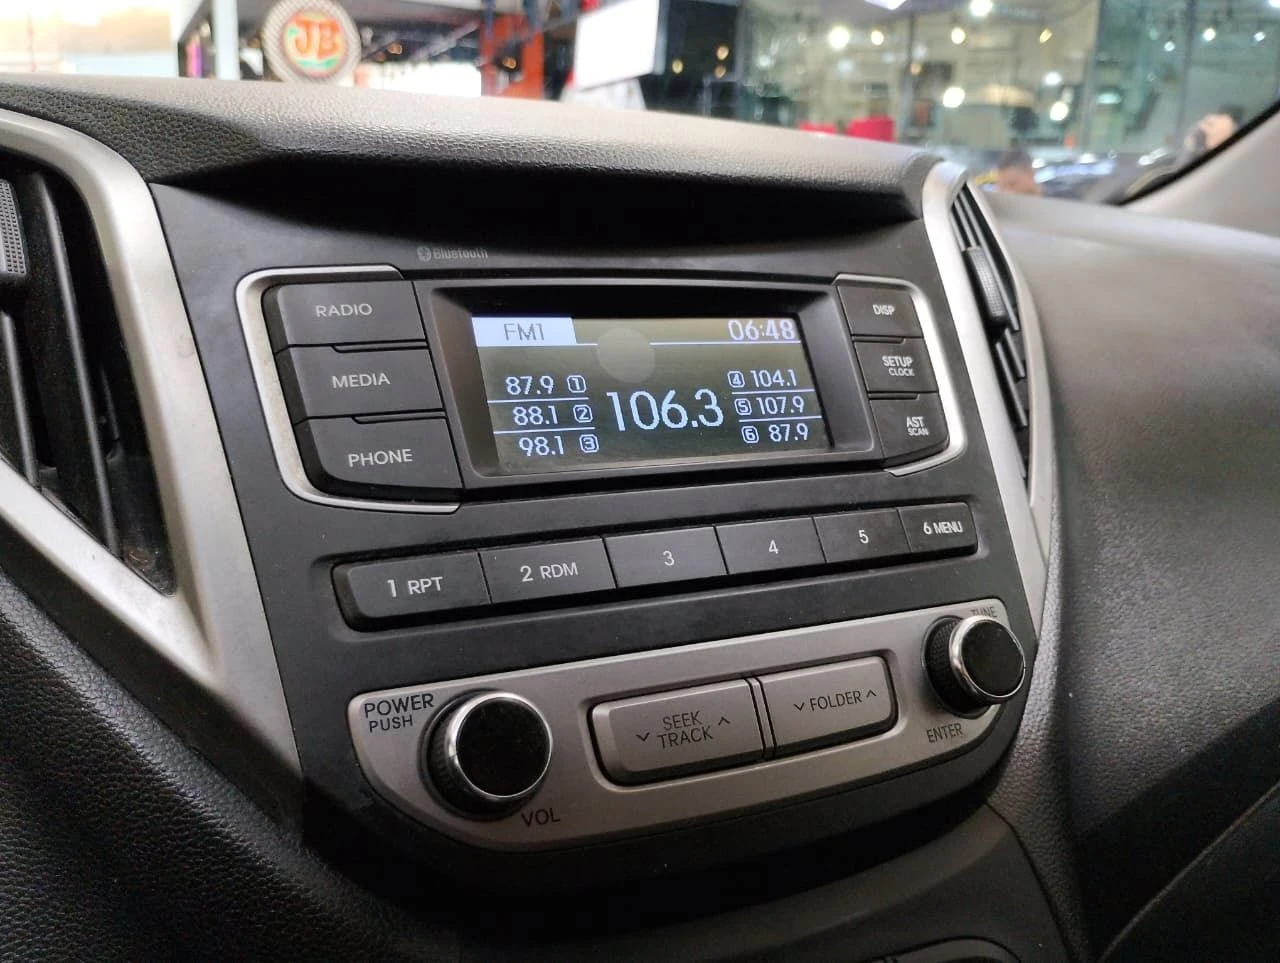 JB
Bluetooth
RADIO
MEDIA
PHONE
FM1 06:48
87.9 1
88.1 2
98.1 3
106.3
4 104.1
5 107.9
6 87.9
DISP
SETUP
CLOCK
AST
SCAN
1 RPT 2 RDM 3 4 5 6 MENU
POWER
PUSH
VOL
SEEK
TRACK
FOLDER
TUNE
ENTER